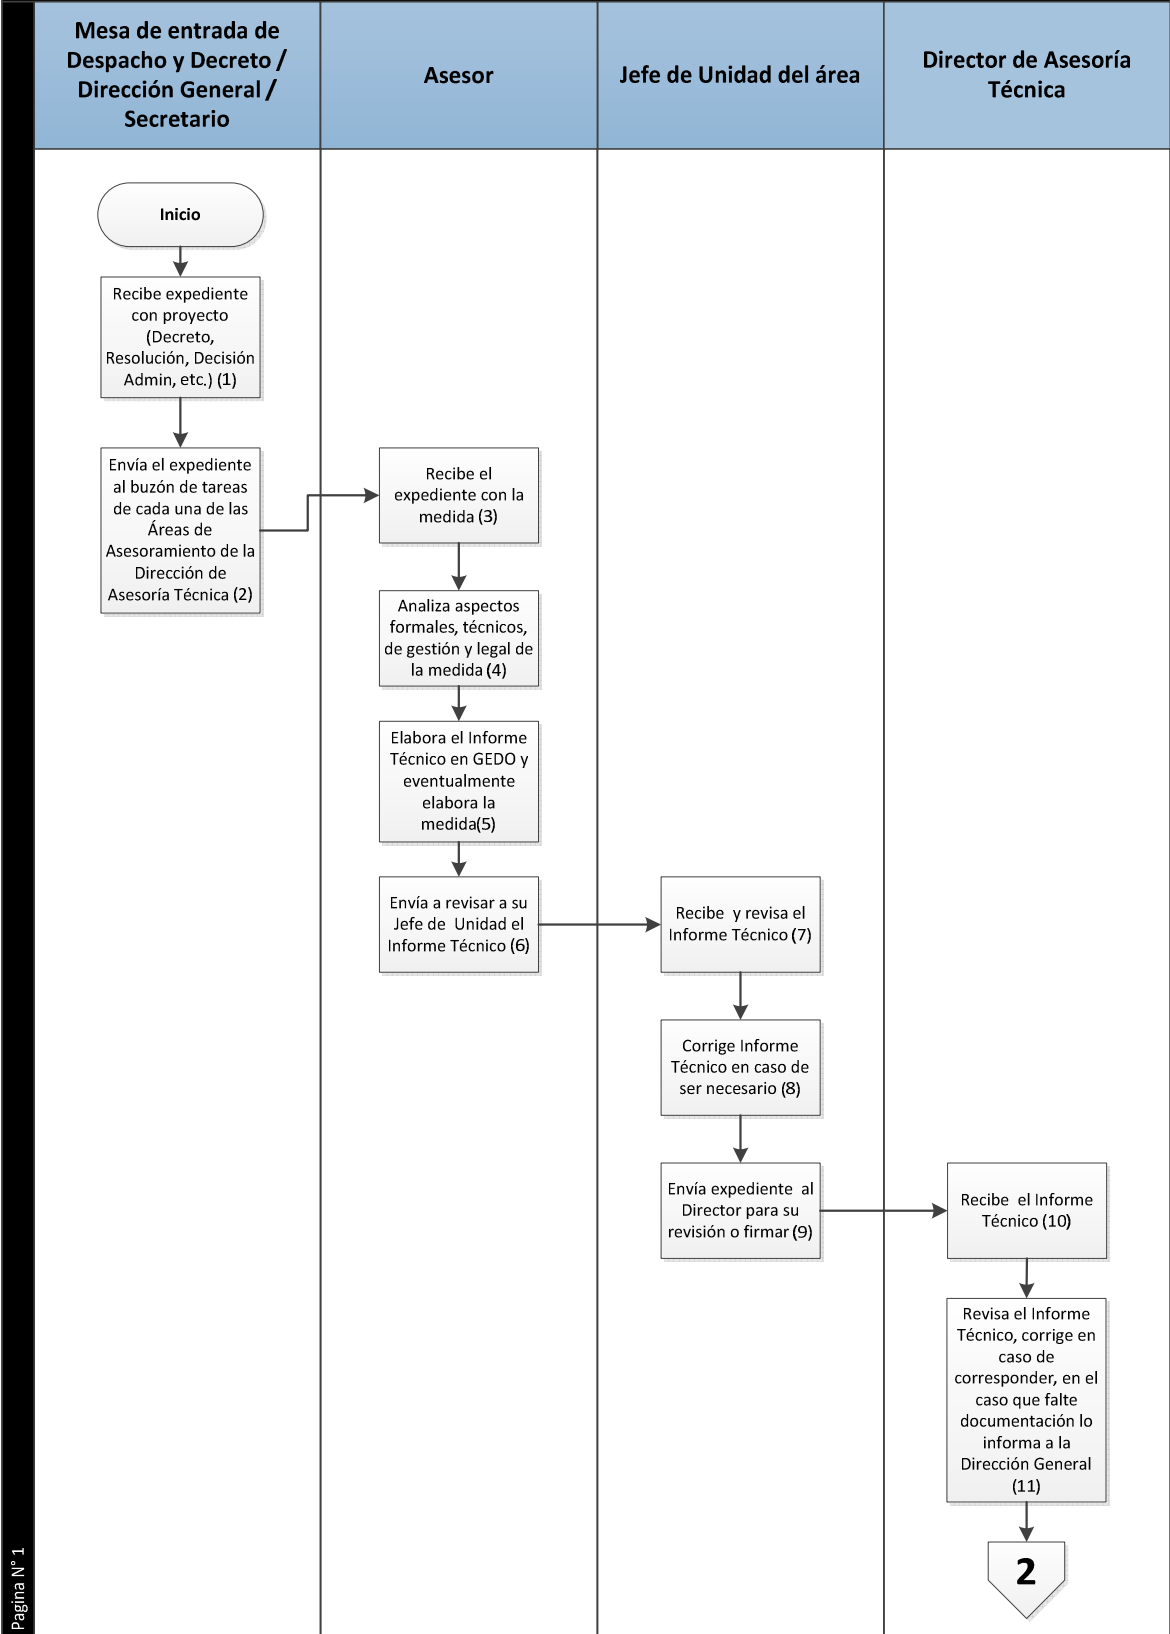 Mesa de entrada de
Despacho y Decreto /
Dirección General /
Secretario
Asesor
Jefe de Unidad del área
Director de Asesoría
Técnica
Inicio
Recibe expediente
con proyecto
(Decreto,
Resolución, Decisión
Admin, etc.) (1)
Envía el expediente
al buzón de tareas
de cada una de las
Áreas de
Asesoramiento de la
Dirección de
Asesoría Técnica (2)
Recibe el
expediente con la
medida (3)
Analiza aspectos
formales, técnicos,
de gestión y legal de
la medida (4)
Elabora el Informe
Técnico en GEDO y
eventualmente
elabora la
medida(5)
Envía a revisar a su
Jefe de Unidad el
Informe Técnico (6)
Recibe y revisa el
Informe Técnico (7)
Corrige Informe
Técnico en caso de
ser necesario (8)
Envía expediente al
Director para su
revisión o firmar (9)
Recibe el Informe
Técnico (10)
Revisa el Informe
Técnico, corrige en
caso de
corresponder, en el
caso que falte
documentación lo
informa a la
Dirección General
(11)
2
Pagina N° 1